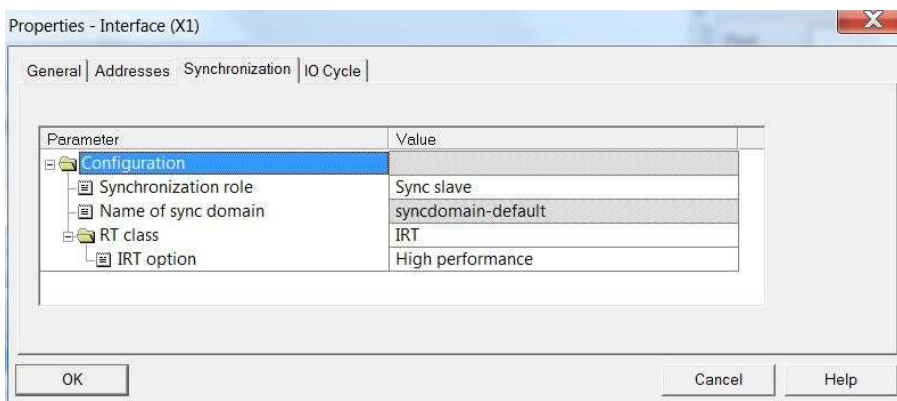 Properties - Interface (X1)
General Addresses Synchronization IO Cycle
Parameter Value
Configuration
Synchronization role Sync slave
Name of sync domain syncdomain-default
RT class IRT
IRT option High performance
OK Cancel Help